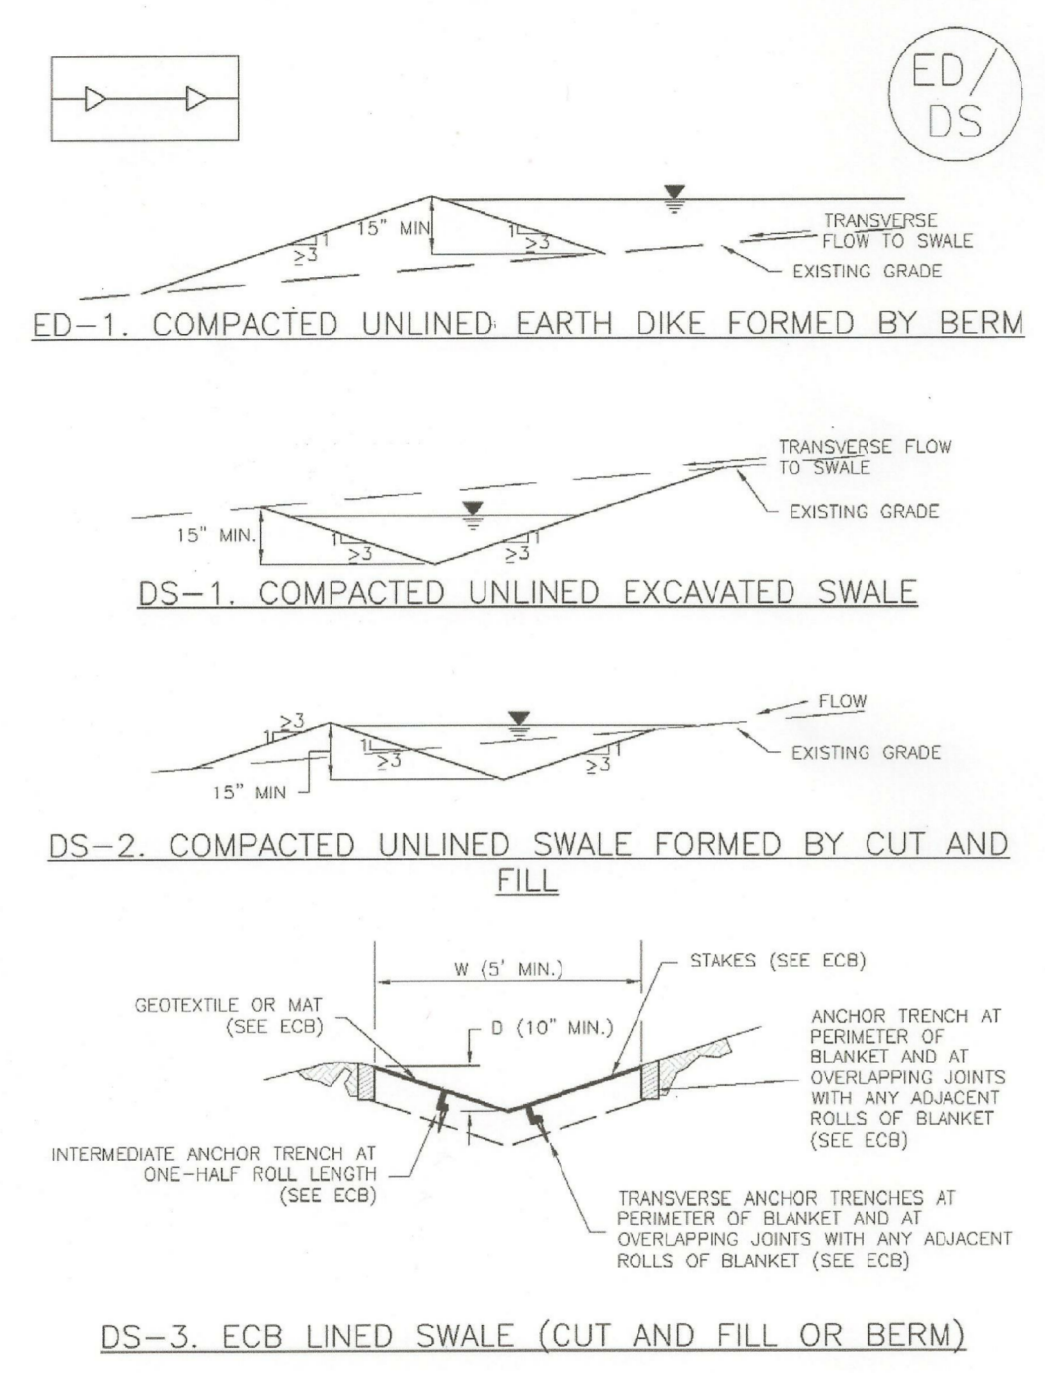 ED/
DS
15" MIN
1
≥3
1
≥3
TRANSVERSE
FLOW TO SWALE
EXISTING GRADE
ED-1. COMPACTED UNLINED EARTH DIKE FORMED BY BERM
TRANSVERSE FLOW
TO SWALE
EXISTING GRADE
15" MIN.
1
≥3
1
≥3
DS-1. COMPACTED UNLINED EXCAVATED SWALE
FLOW
EXISTING GRADE
≥3
1
1
≥3
1
≥3
15" MIN
DS-2. COMPACTED UNLINED SWALE FORMED BY CUT AND
FILL
W (5' MIN.)
STAKES (SEE ECB)
GEOTEXTILE OR MAT
(SEE ECB)
D (10" MIN.)
ANCHOR TRENCH AT
PERIMETER OF
BLANKET AND AT
OVERLAPPING JOINTS
WITH ANY ADJACENT
ROLLS OF BLANKET
(SEE ECB)
INTERMEDIATE ANCHOR TRENCH AT
ONE-HALF ROLL LENGTH
(SEE ECB)
TRANSVERSE ANCHOR TRENCHES AT
PERIMETER OF BLANKET AND AT
OVERLAPPING JOINTS WITH ANY ADJACENT
ROLLS OF BLANKET (SEE ECB)
DS-3. ECB LINED SWALE (CUT AND FILL OR BERM)